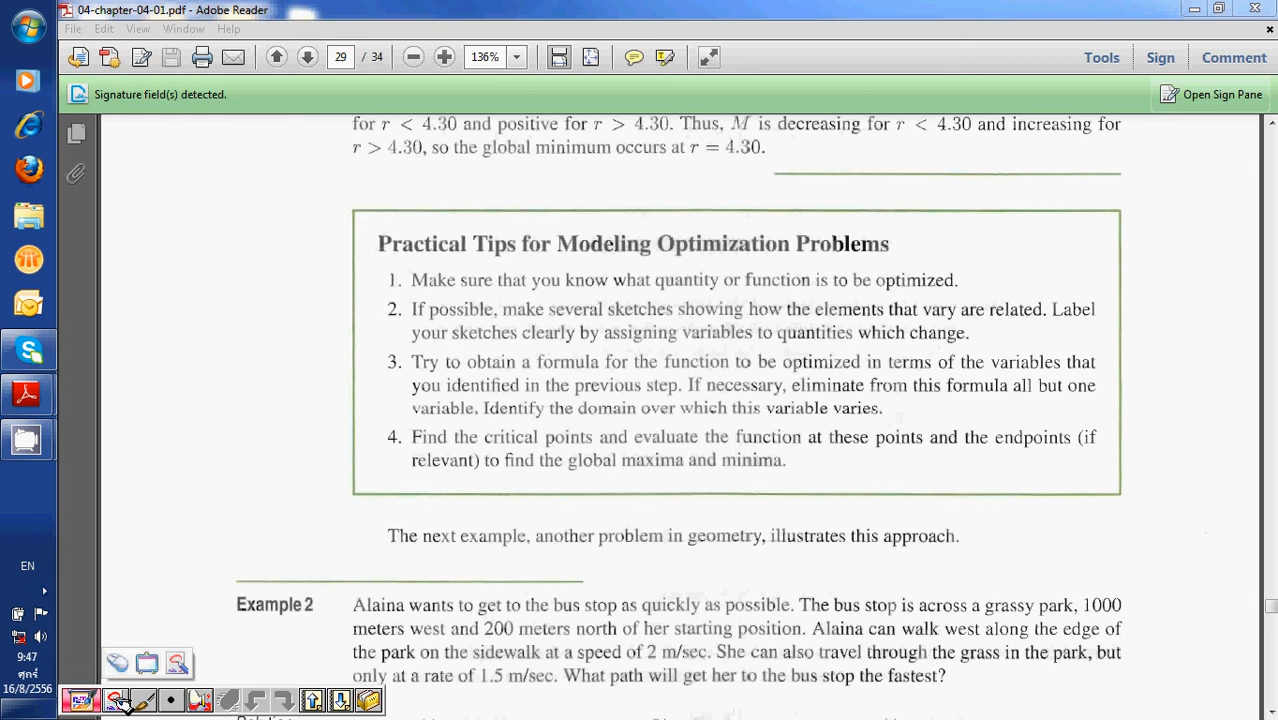 04-chapter-04-01.pdf - Adobe Reader
File Edit View Window Help
29 / 34 136% Tools Sign Comment
Signature field(s) detected. Open Sign Pane
for r < 4.30 and positive for r > 4.30. Thus, M is decreasing for r < 4.30 and increasing for
r > 4.30, so the global minimum occurs at r = 4.30.
Practical Tips for Modeling Optimization Problems
1. Make sure that you know what quantity or function is to be optimized.
2. If possible, make several sketches showing how the elements that vary are related. Label
your sketches clearly by assigning variables to quantities which change.
3. Try to obtain a formula for the function to be optimized in terms of the variables that
you identified in the previous step. If necessary, eliminate from this formula all but one
variable. Identify the domain over which this variable varies.
4. Find the critical points and evaluate the function at these points and the endpoints (if
relevant) to find the global maxima and minima.
The next example, another problem in geometry, illustrates this approach.
Example 2 Alaina wants to get to the bus stop as quickly as possible. The bus stop is across a grassy park, 1000
meters west and 200 meters north of her starting position. Alaina can walk west along the edge of
the park on the sidewalk at a speed of 2 m/sec. She can also travel through the grass in the park, but
only at a rate of 1.5 m/sec. What path will get her to the bus stop the fastest?
EN
9:47
ศุกร์
16/8/2556